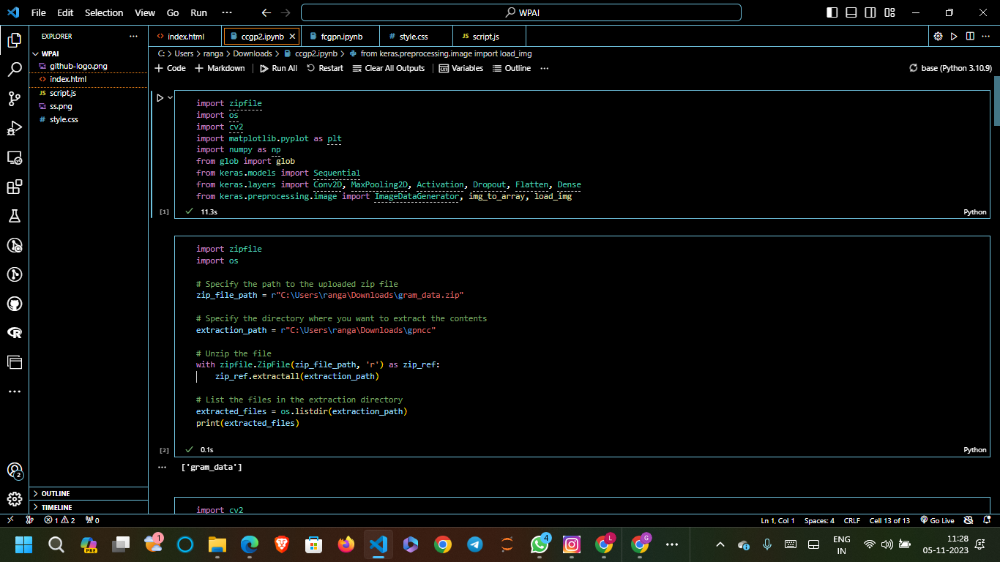 File Edit Selection View Go Run ··· WPAI
EXPLORER ···
index.html ccgp2.ipynb fcgpn.ipynb style.css JS script.js
WPAI
github-logo.png
index.html
JS script.js
ss.png
# style.css
C: > Users > ranga > Downloads > ccgp2.ipynb > from keras.preprocessing.image import load_img
+ Code + Markdown Run All Restart Clear All Outputs Variables Outline ··· base (Python 3.10.9)
import zipfile
import os
import cv2
import matplotlib.pyplot as plt
import numpy as np
from glob import glob
from keras.models import Sequential
from keras.layers import Conv2D, MaxPooling2D, Activation, Dropout, Flatten, Dense
from keras.preprocessing.image import ImageDataGenerator, img_to_array, load_img
[1] 11.3s Python
import zipfile
import os
# Specify the path to the uploaded zip file
zip_file_path = r"C:\Users\ranga\Downloads\gram_data.zip"
# Specify the directory where you want to extract the contents
extraction_path = r"C:\Users\ranga\Downloads\gpncc"
# Unzip the file
with zipfile.ZipFile(zip_file_path, 'r') as zip_ref:
zip_ref.extractall(extraction_path)
# List the files in the extraction directory
extracted_files = os.listdir(extraction_path)
print(extracted_files)
[2] 0.1s Python
··· ['gram_data']
import cv2
OUTLINE
TIMELINE
2
1 2 0 Ln 1, Col 1 Spaces: 4 CRLF Cell 13 of 13 Go Live
PRE 1 4 L G ENG
IN
11:28
05-11-2023